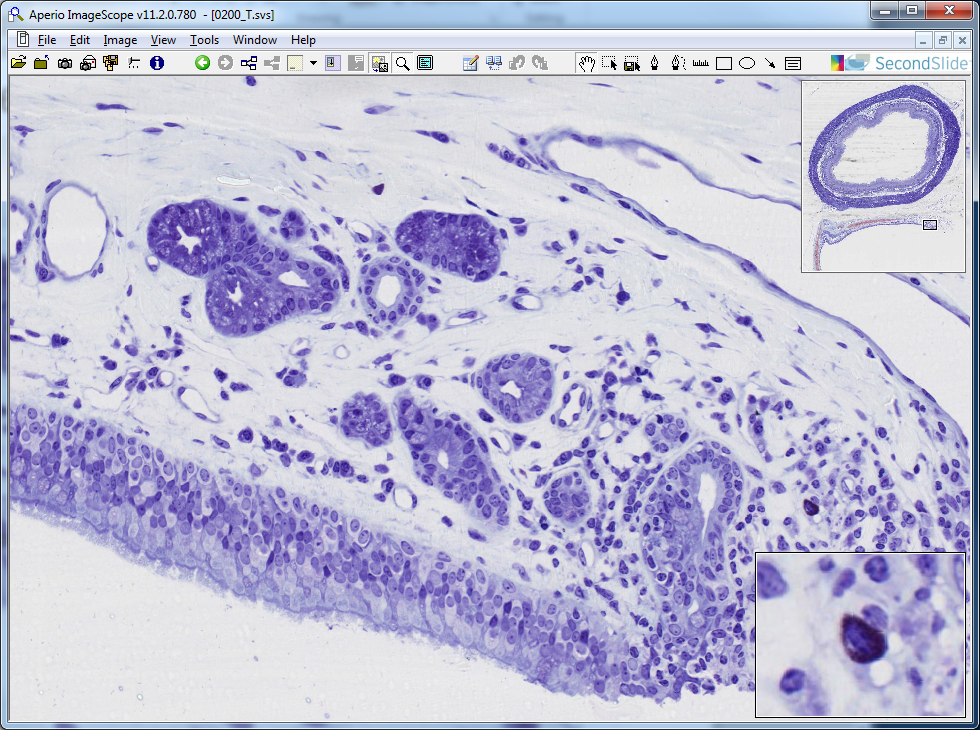 Aperio ImageScope v11.2.0.780 - [0200_T.svs]
File Edit Image View Tools Window Help
SecondSlide